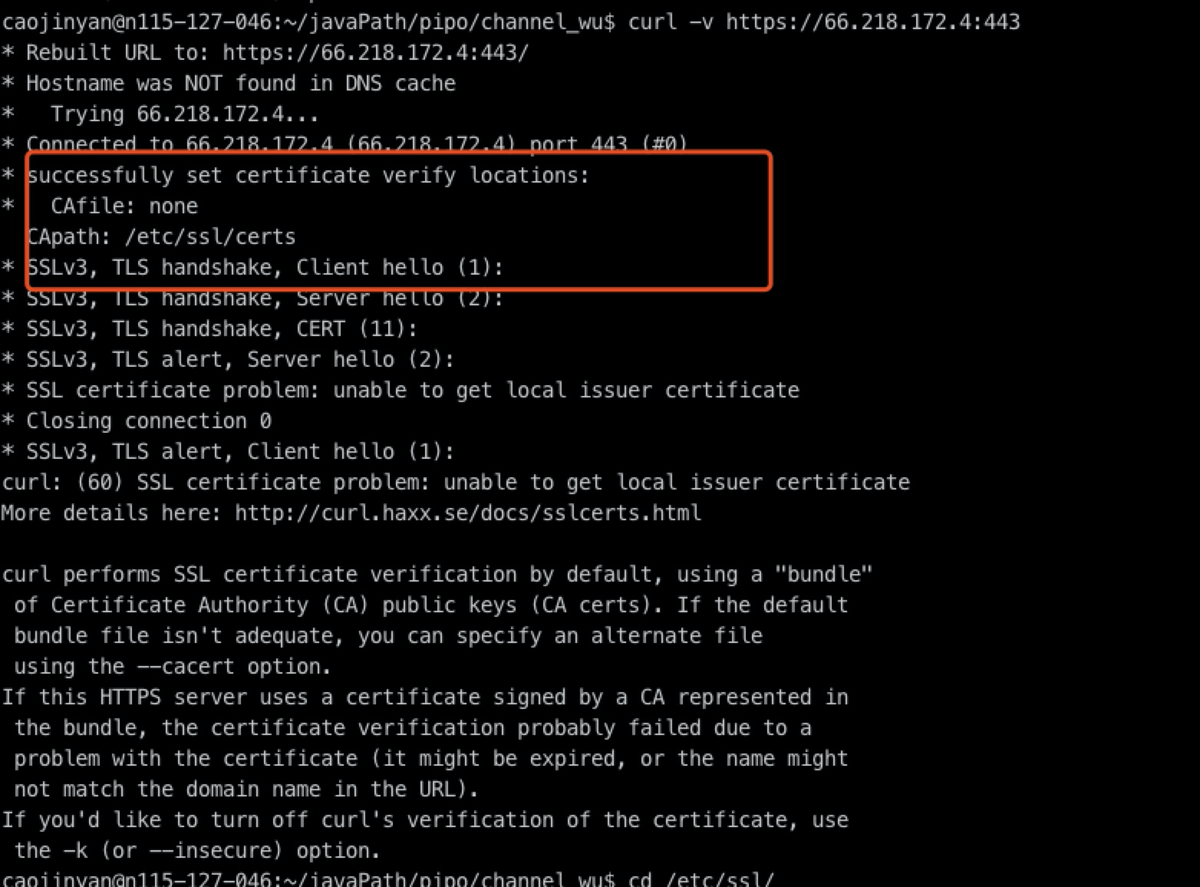 caojinyan@n115-127-046:~/javaPath/pipo/channel_wu$ curl -v https://66.218.172.4:443
* Rebuilt URL to: https://66.218.172.4:443/
* Hostname was NOT found in DNS cache
*   Trying 66.218.172.4...
* Connected to 66.218.172.4 (66.218.172.4) port 443 (#0)
* successfully set certificate verify locations:
*   CAfile: none
  CApath: /etc/ssl/certs
* SSLv3, TLS handshake, Client hello (1):
* SSLv3, TLS handshake, Server hello (2):
* SSLv3, TLS handshake, CERT (11):
* SSLv3, TLS alert, Server hello (2):
* SSL certificate problem: unable to get local issuer certificate
* Closing connection 0
* SSLv3, TLS alert, Client hello (1):
curl: (60) SSL certificate problem: unable to get local issuer certificate
More details here: http://curl.haxx.se/docs/sslcerts.html

curl performs SSL certificate verification by default, using a "bundle"
 of Certificate Authority (CA) public keys (CA certs). If the default
 bundle file isn't adequate, you can specify an alternate file
 using the --cacert option.
If this HTTPS server uses a certificate signed by a CA represented in
 the bundle, the certificate verification probably failed due to a
 problem with the certificate (it might be expired, or the name might
 not match the domain name in the URL).
If you'd like to turn off curl's verification of the certificate, use
 the -k (or --insecure) option.
caojinyan@n115-127-046:~/javaPath/pipo/channel_wu$ cd /etc/ssl/